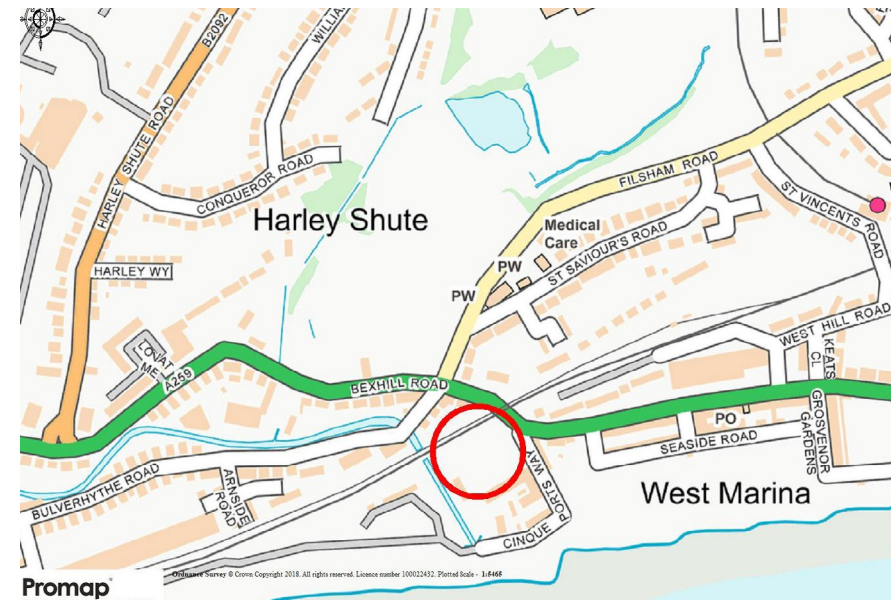 B2092
WILLIA
HARLEY SHUTE ROAD
CONQUEROR ROAD
FILSHAM ROAD
ST VINCENTS ROAD
Harley Shute
Medical
Care
ST SAVIOUR'S ROAD
HARLEY WY
PW
PW
WEST HILL ROAD
KEATS
CL
A259
BEXHILL ROAD
GROSVENOR
GARDENS
PO
SEASIDE ROAD
BULVERHYTHE ROAD
ARNSIDE
ROAD
West Marina
CINQUE PORTS WAY
Promap
Ordnance Survey © Crown Copyright 2018. All rights reserved. Licence number 100022432. Plotted Scale - 1:5465